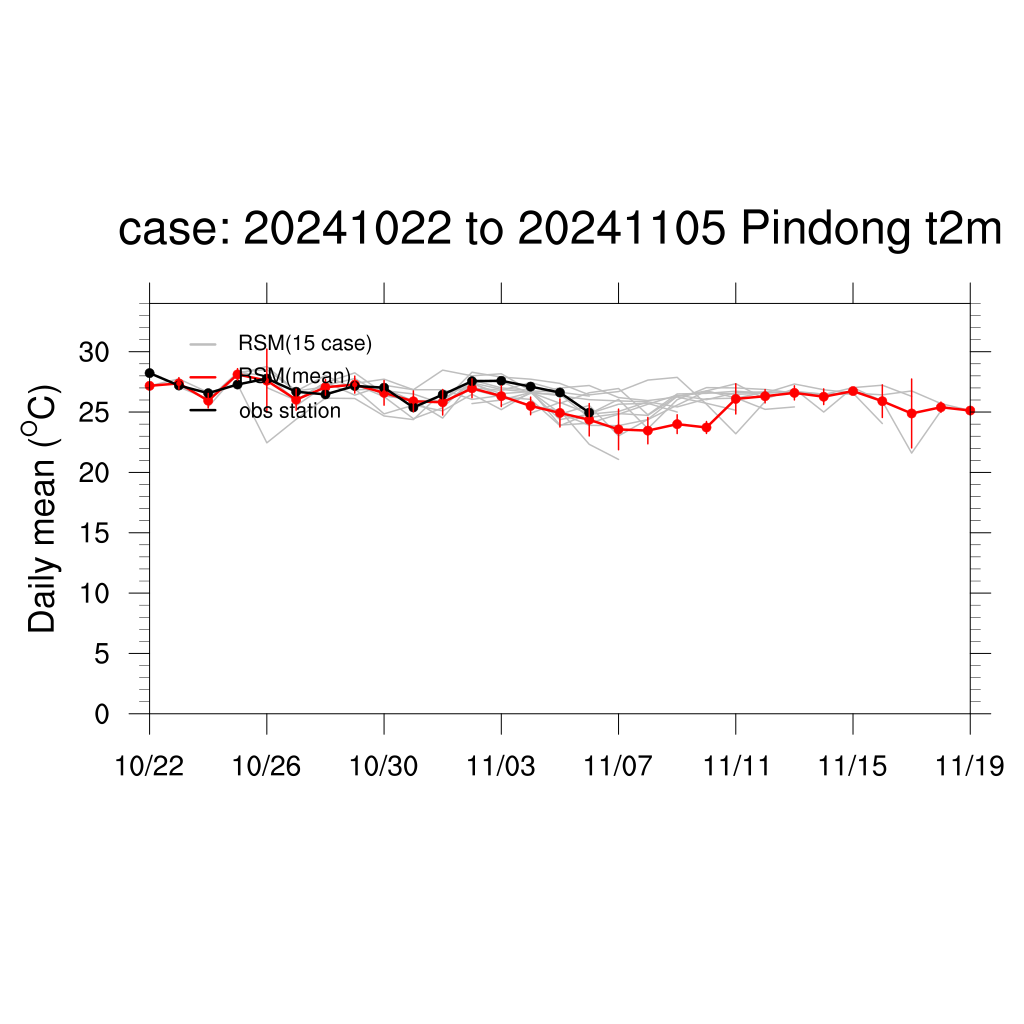 case: 20241022 to 20241105 Pindong t2m
RSM(15 case)
RSM(mean)
obs station
Daily mean (°C)
30
25
20
15
10
5
0
10/22 10/26 10/30 11/03 11/07 11/11 11/15 11/19